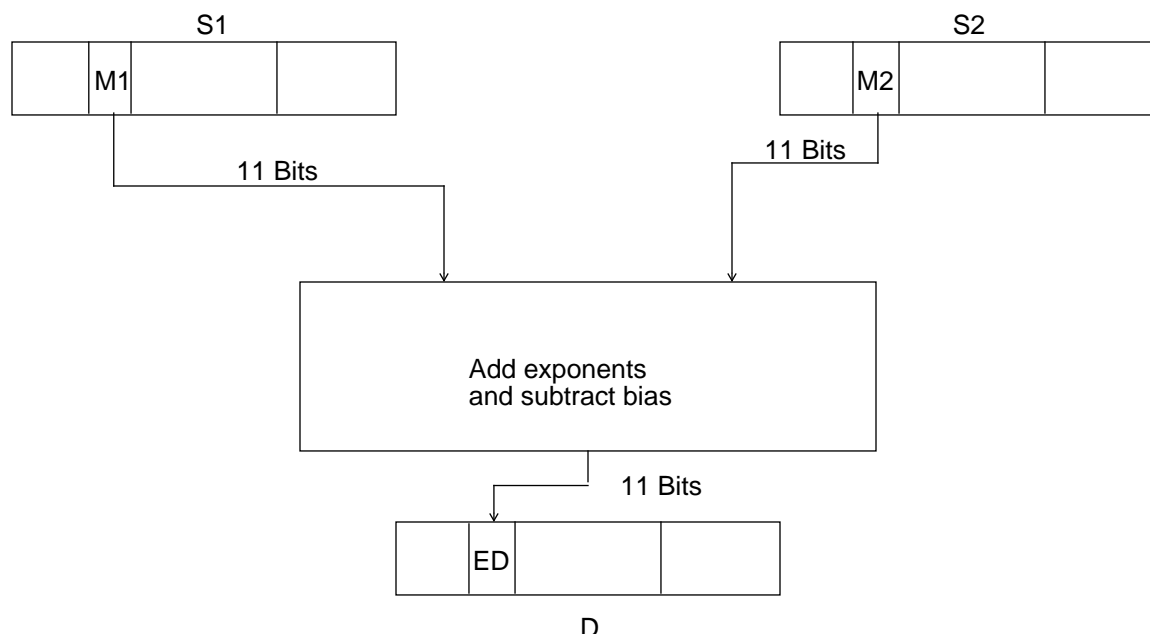 S1
S2
M1
M2
11 Bits
11 Bits
Add exponents
and subtract bias
11 Bits
ED
D